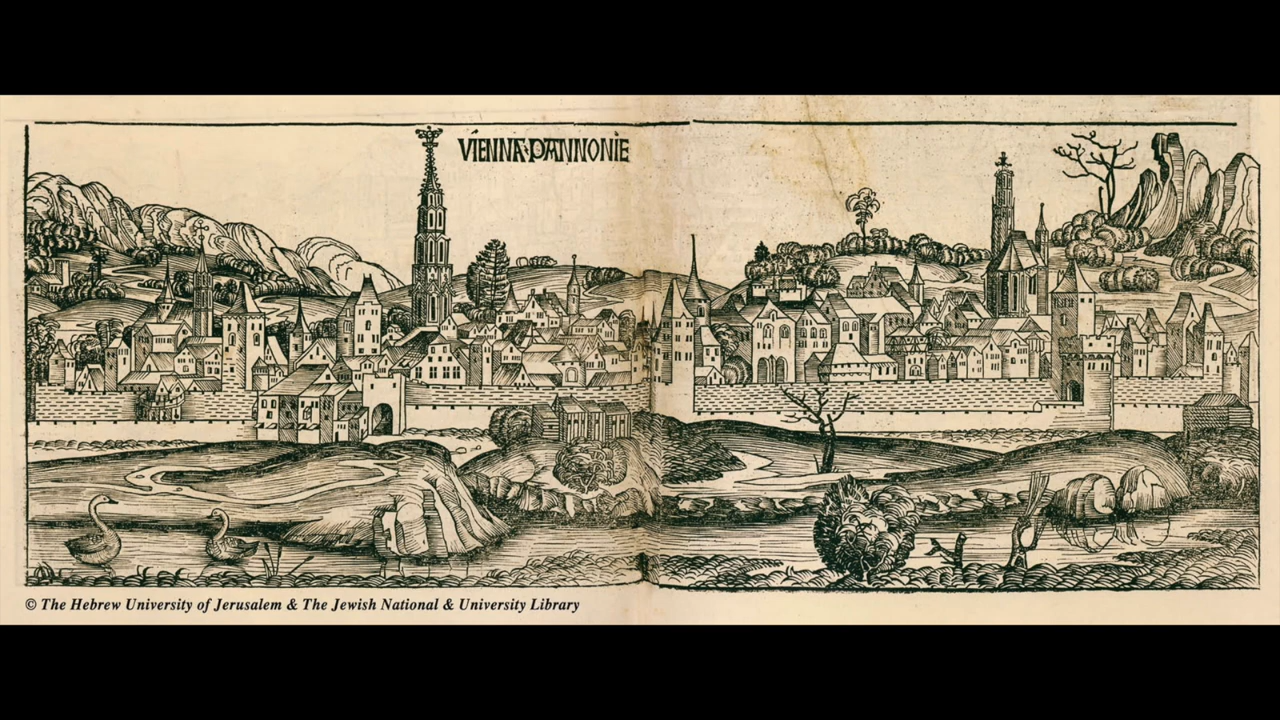 VIENNA·PANNONIE
© The Hebrew University of Jerusalem & The Jewish National & University Library